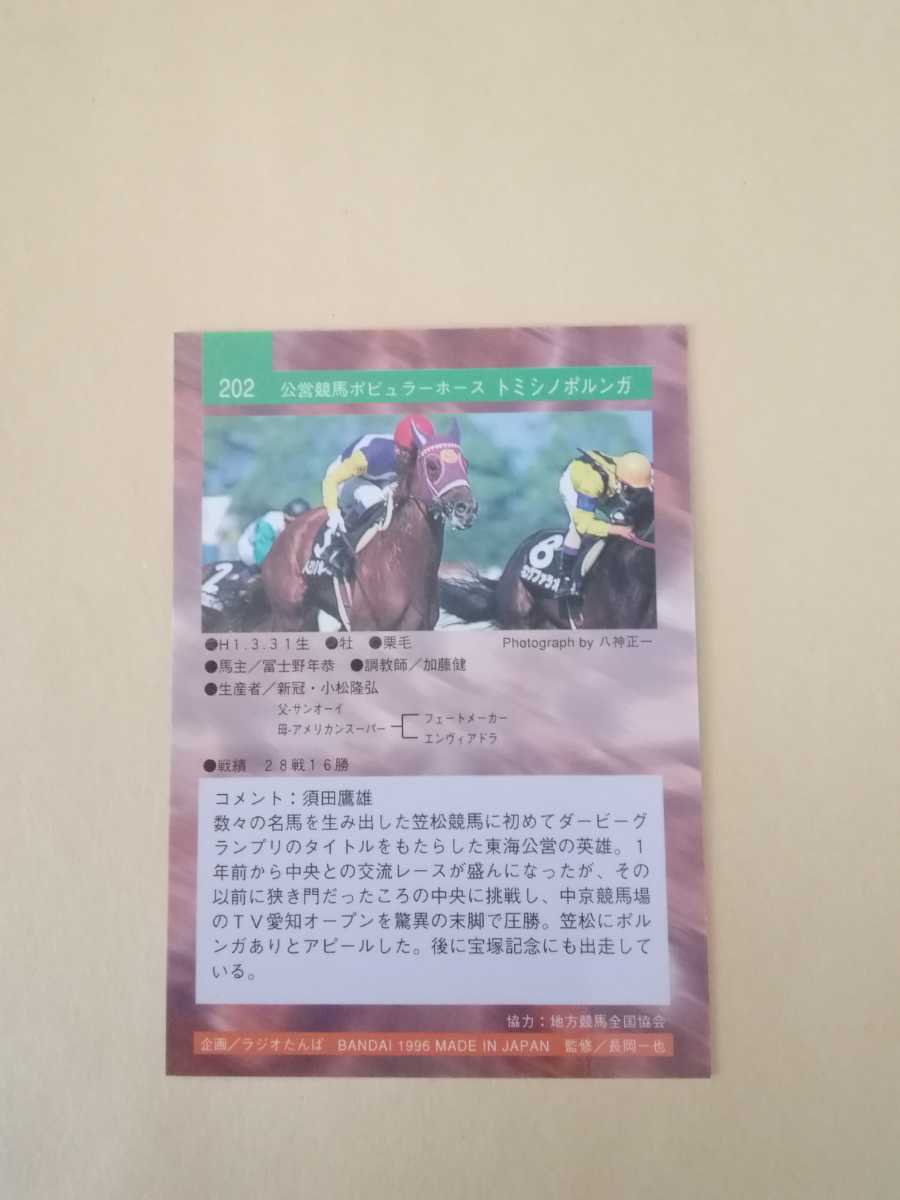 202 公営競馬ポピュラーホース トミシノポルンガ
2
8
●H1.3.31生 ●牡 ●栗毛 Photograph by 八神正一
●馬主/冨士野年恭 ●調教師/加藤健
●生産者/新冠・小松隆弘
父-サンオーイ
母-アメリカンスーパー
フェートメーカー
エンヴィアドラ
●戦績 28戦16勝
コメント:須田鷹雄
数々の名馬を生み出した笠松競馬に初めてダービーグ
ランプリのタイトルをもたらした東海公営の英雄。1
年前から中央との交流レースが盛んになったが、その
以前に狭き門だったころの中央に挑戦し、中京競馬場
のTV愛知オープンを驚異の末脚で圧勝。笠松にポル
ンガありとアピールした。後に宝塚記念にも出走して
いる。
協力:地方競馬全国協会
企画/ラジオたんぱ BANDAI 1996 MADE IN JAPAN 監修/長岡一也